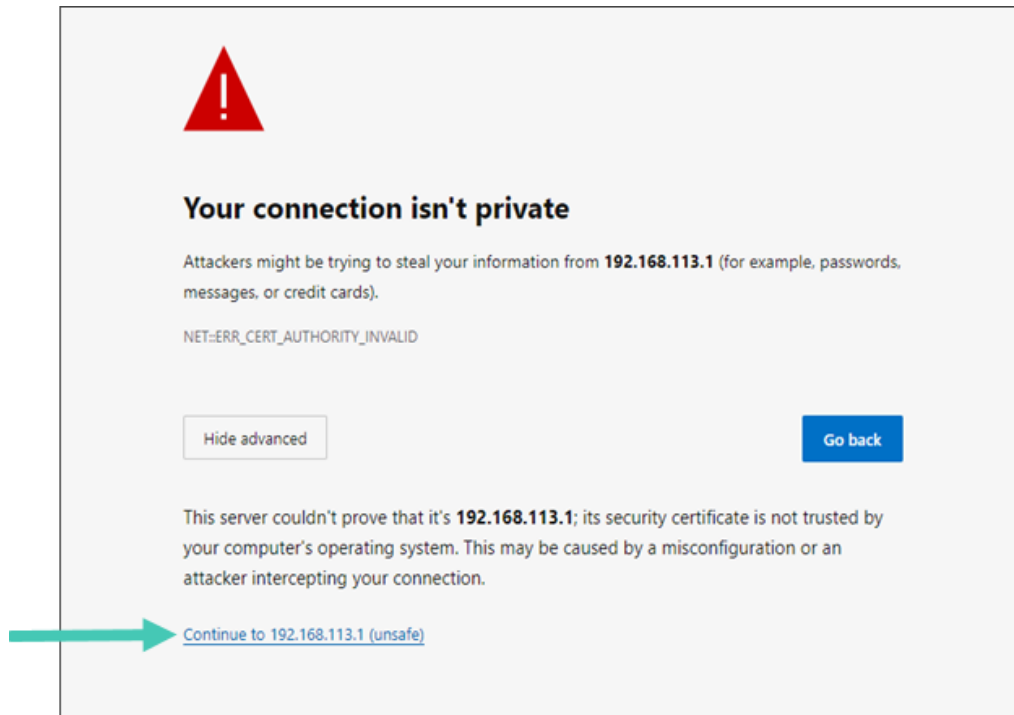 Your connection isn't private
Attackers might be trying to steal your information from 192.168.113.1 (for example, passwords,
messages, or credit cards).
NET::ERR_CERT_AUTHORITY_INVALID
Hide advanced
Go back
This server couldn't prove that it's 192.168.113.1; its security certificate is not trusted by
your computer's operating system. This may be caused by a misconfiguration or an
attacker intercepting your connection.
Continue to 192.168.113.1 (unsafe)